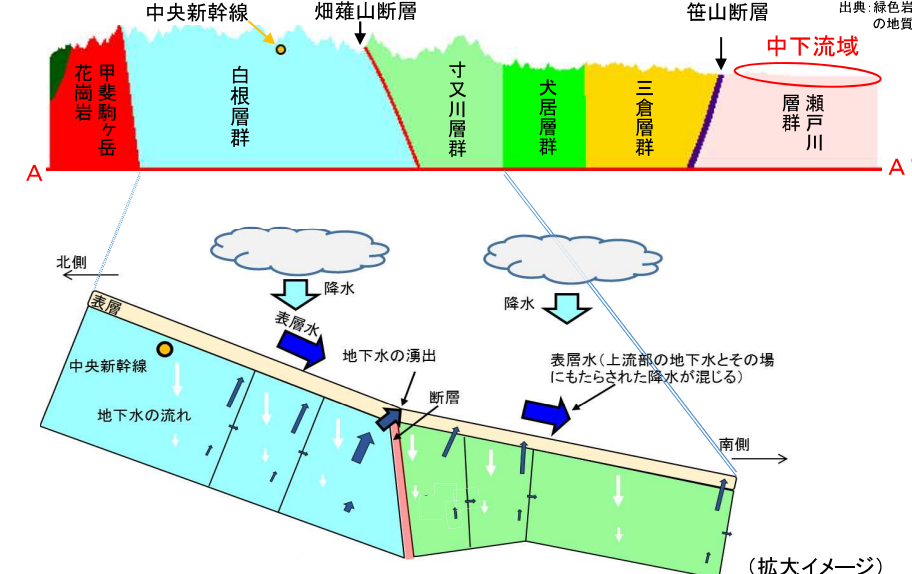 中央新幹線
畑薙山断層
笹山断層
出典:緑色岩
の地質
中下流域
甲斐駒ヶ岳
花崗岩
白根層群
寸又川層群
犬居層群
三倉層群
瀬戸川
層群
A
A'
北側
降水
降水
表層
表層水
地下水の湧出
表層水(上流部の地下水とその場
にもたらされた降水が混じる)
中央新幹線
断層
地下水の流れ
南側
(拡大イメージ)